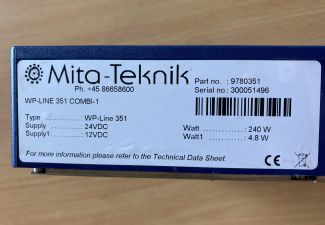 Mita-Teknik
Ph. +45 86658600
Part no. : 9780351
Serial no. : 300051496
WP-LINE 351 COMBI-1
Type : WP-Line 351
Supply : 24VDC
Supply1 : 12VDC
Watt : 240 W
Watt1 : 4.8 W
For more information please refer to the Technical Data Sheet.
CE